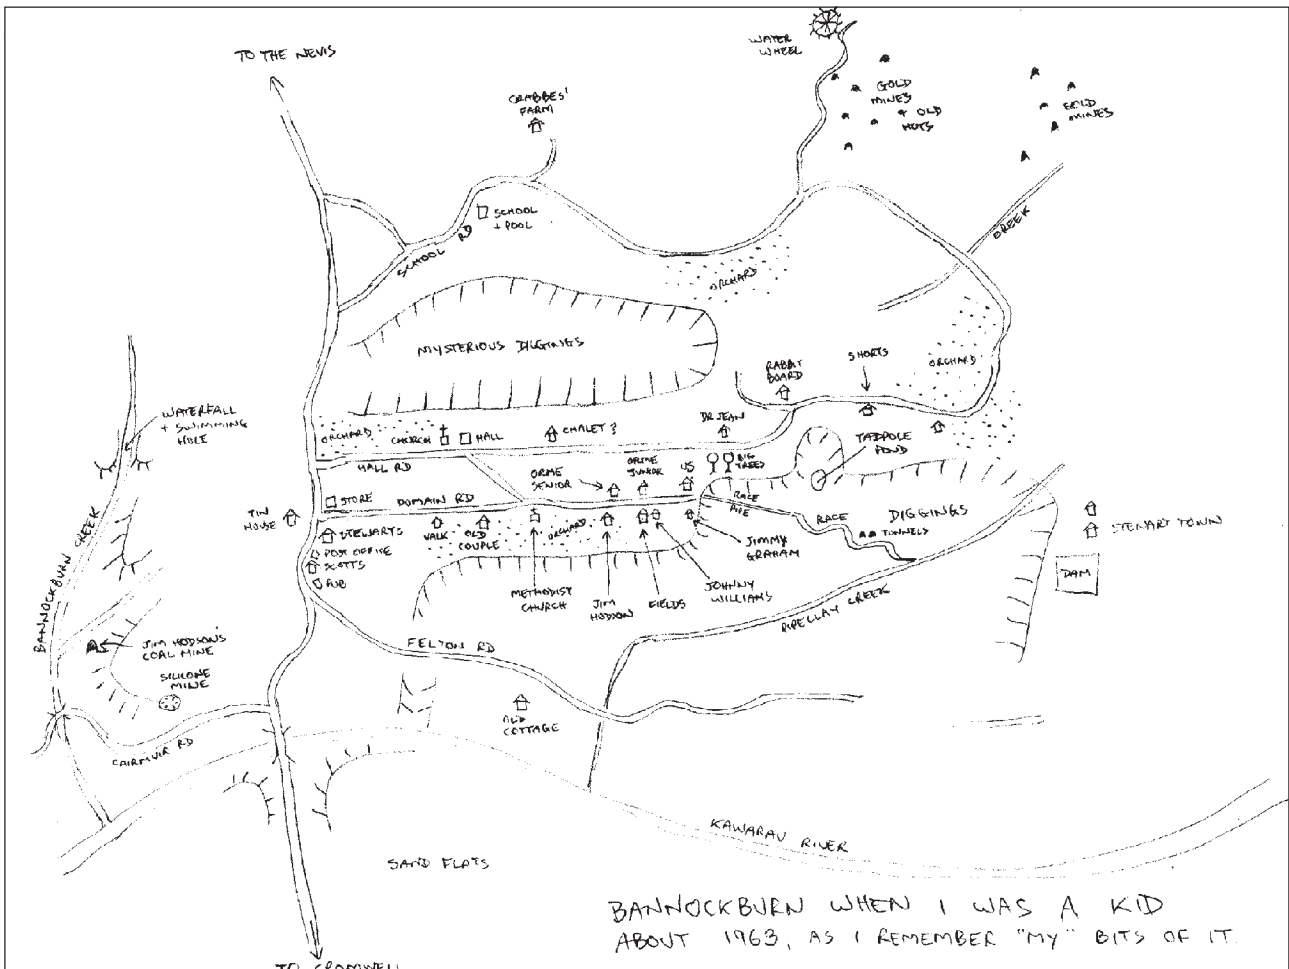 WATER
WHEEL
TO THE NEVIS
GOLD
MINES
+ OLD
HUTS
GOLD
MINES
CRABBES'
FARM
SCHOOL
+ POOL
SCHOOL RD
CREEK
ORCHARD
MYSTERIOUS DIGGINGS
RABBIT
BOARD
SHORTS
ORCHARD
WATERFALL
+ SWIMMING
HOLE
ORCHARD
CHURCH
HALL
CHALET?
DR JEAN
TADPOLE
POND
HALL RD
ORME
SENIOR
ORME
JUNIOR
US
BIG
TREES
STORE
DOMAIN RD
RACE
AVE
RACE
DIGGINGS
TIN
HOUSE
STEWARTS
VALK
OLD
COUPLE
ORCHARD
TUNNELS
STEWART TOWN
JIMMY
GRAHAM
POST OFFICE
SCOTTS
PUB
METHODIST
CHURCH
JIM
HODSON
FIELDS
JOHNNY
WILLIAMS
DAM
BANNOCKBURN CREEK
PIPECLAY CREEK
JIM HODSON'S
COAL MINE
FELTON RD
SILICONE
MINE
OLD
COTTAGE
CAIRMUIR RD
KAWARAU RIVER
SAND FLATS
BANNOCKBURN WHEN I WAS A KID
ABOUT 1963, AS I REMEMBER "MY" BITS OF IT.
TO CROMWELL